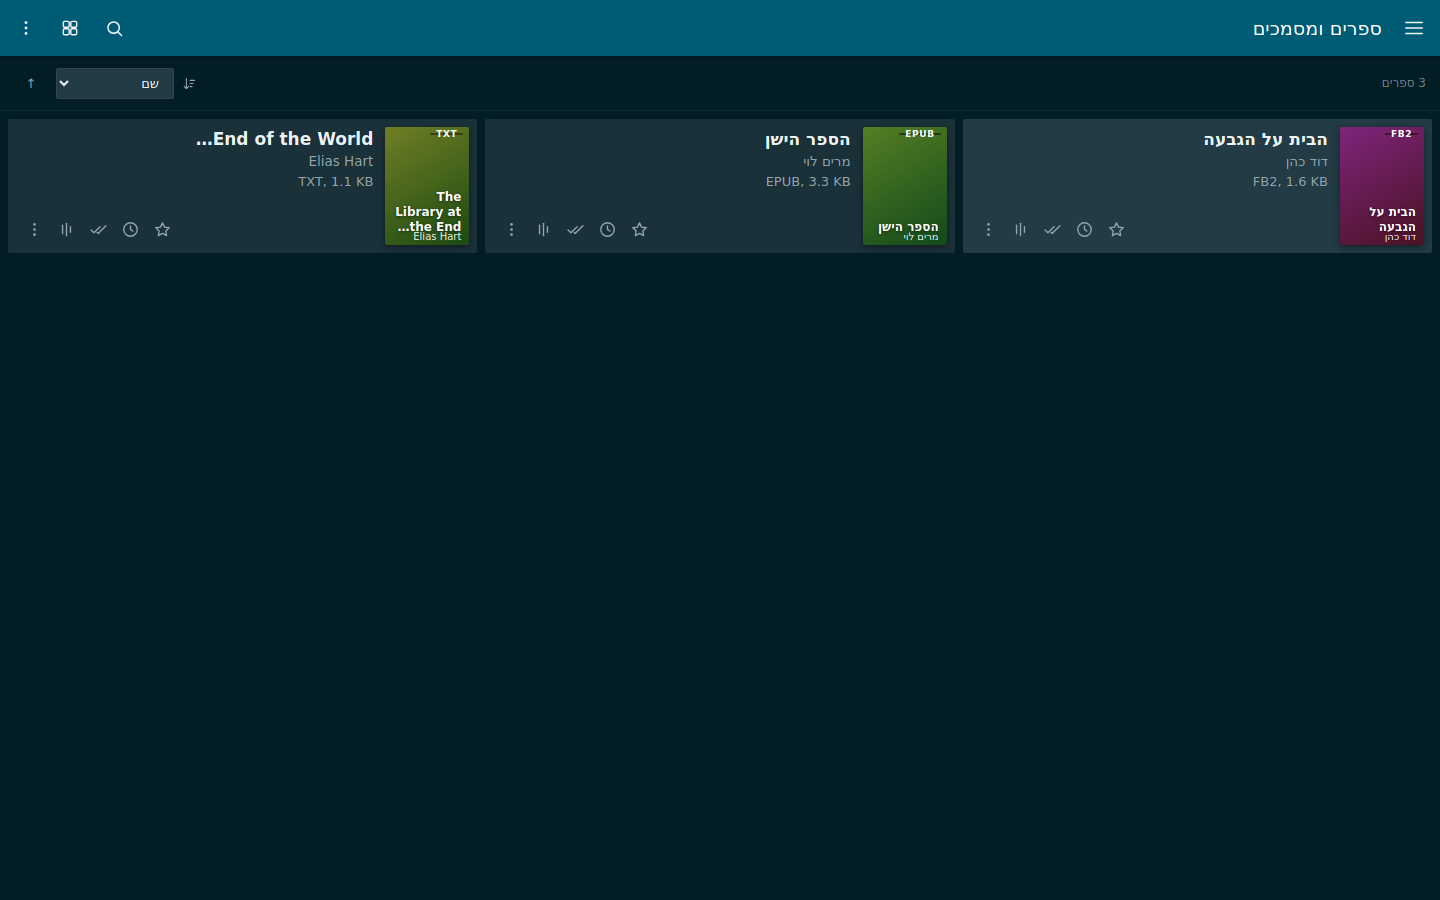 ספרים ומסמכים
3 ספרים
שם
↑
FB2
הבית על
הגבעה
דוד כהן
הבית על הגבעה
דוד כהן
FB2, 1.6 KB
EPUB
הספר הישן
מרים לוי
הספר הישן
מרים לוי
EPUB, 3.3 KB
TXT
The
Library at
the End…
Elias Hart
End of the World…
Elias Hart
TXT, 1.1 KB